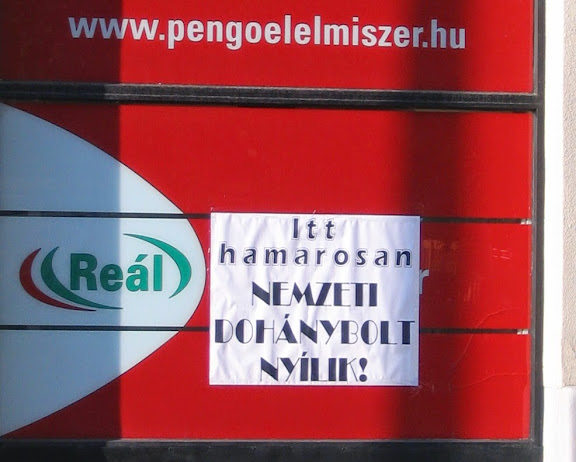 www.pengoelelmiszer.hu
Reál
Itt
hamarosan
NEMZETI
DOHÁNYBOLT
NYÍLIK!